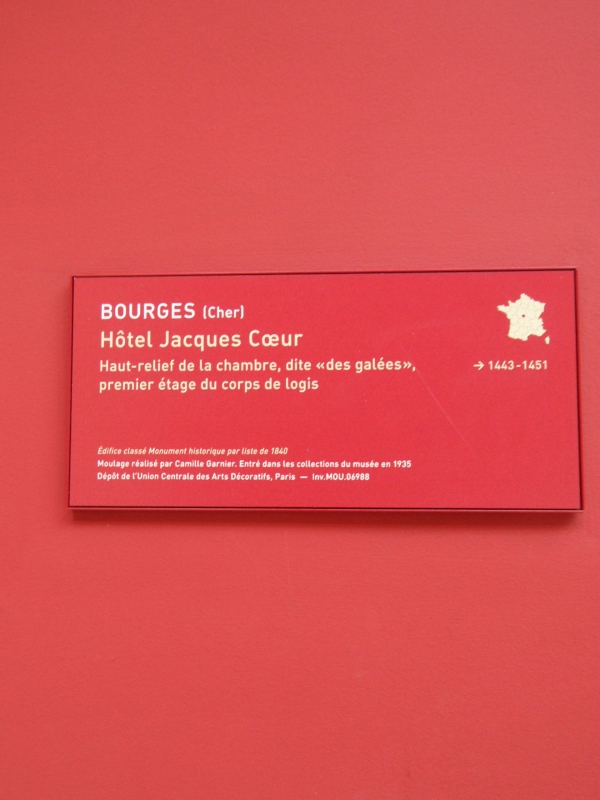 BOURGES (Cher)
Hôtel Jacques Cœur
Haut-relief de la chambre, dite «des galées»,
premier étage du corps de logis
→ 1443-1451
Édifice classé Monument historique par liste de 1840
Moulage réalisé par Camille Garnier. Entré dans les collections du musée en 1935
Dépôt de l'Union Centrale des Arts Décoratifs, Paris — Inv.MOU.06988